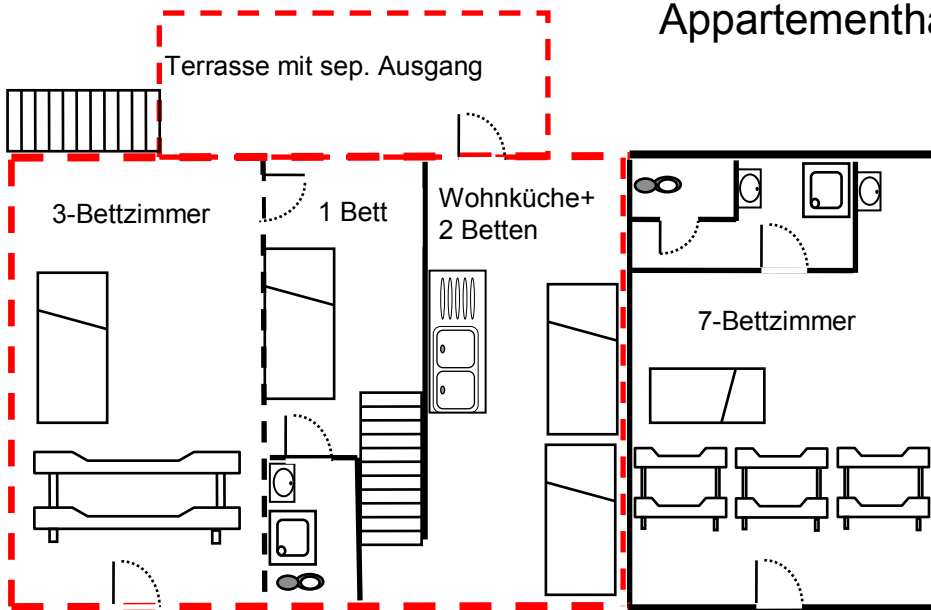 Appartementha
Terrasse mit sep. Ausgang
3-Bettzimmer
1 Bett
Wohnküche+
2 Betten
7-Bettzimmer